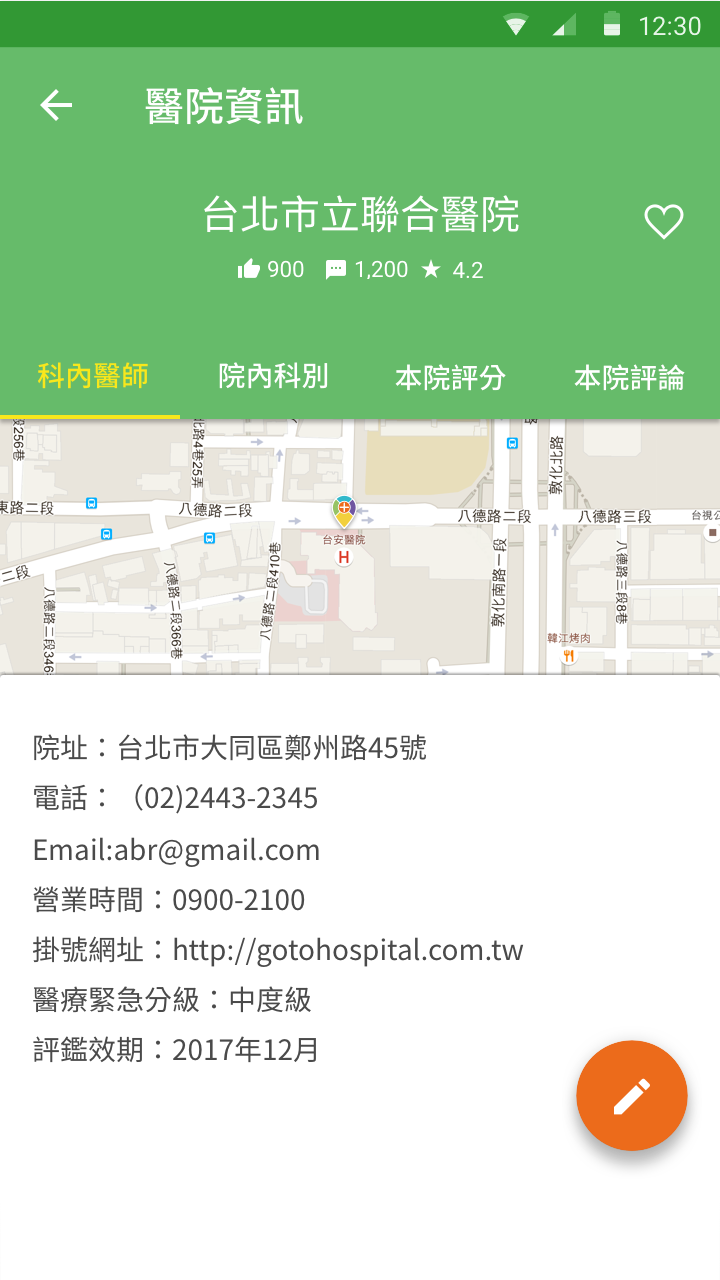 12:30
醫院資訊
台北市立聯合醫院
900 1,200 4.2
科內醫師 院內科別 本院評分 本院評論
段256巷
北路4巷25弄
敦化北路
東路二段
八德路二段
八德路二段
八德路三段
台視公
台安醫院
H
二段
八德路二段346
八德路二段366巷
八德路二段410巷
敦化南路一段
八德路三段8巷
韓江烤肉
院址：台北市大同區鄭州路45號
電話：（02)2443-2345
Email:abr@gmail.com
營業時間：0900-2100
掛號網址：http://gotohospital.com.tw
醫療緊急分級：中度級
評鑑效期：2017年12月